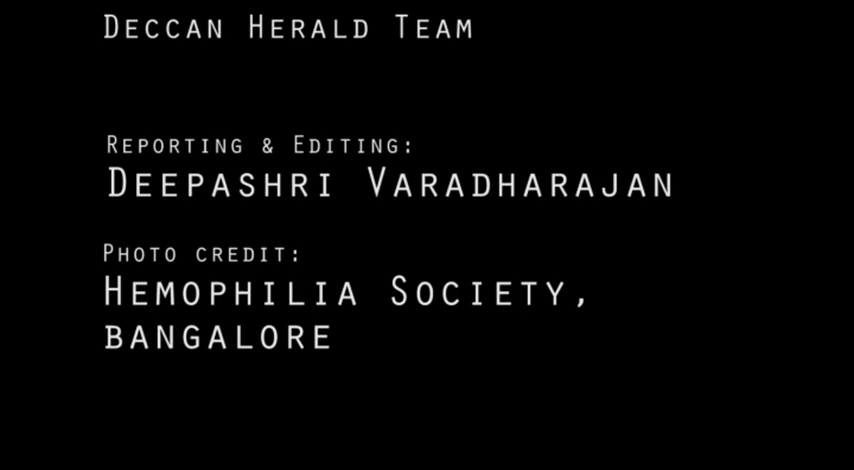 Deccan Herald Team
Reporting & Editing:
Deepashri Varadharajan
Photo credit:
Hemophilia Society,
bangalore